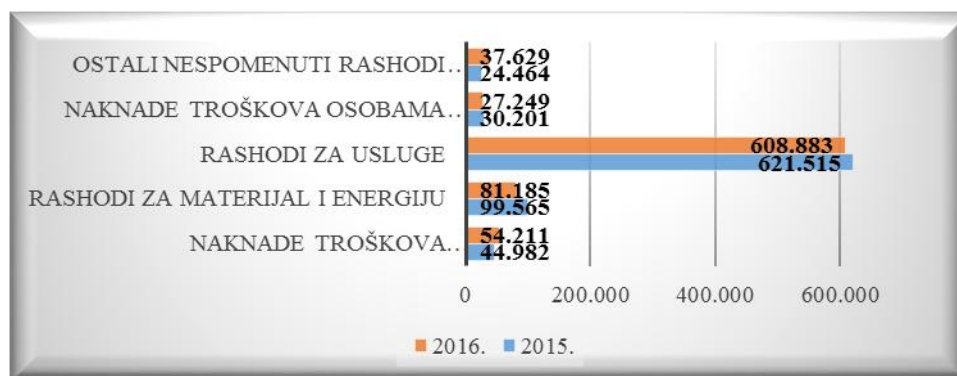 OSTALI NESPOMENUTI RASHODI..
37.629
24.464
NAKNADE TROŠKOVA OSOBAMA..
27.249
30.201
RASHODI ZA USLUGE
608.883
621.515
RASHODI ZA MATERIJAL I ENERGIJU
81.185
99.565
NAKNADE TROŠKOVA..
54.211
44.982
0 200.000 400.000 600.000
2016. 2015.